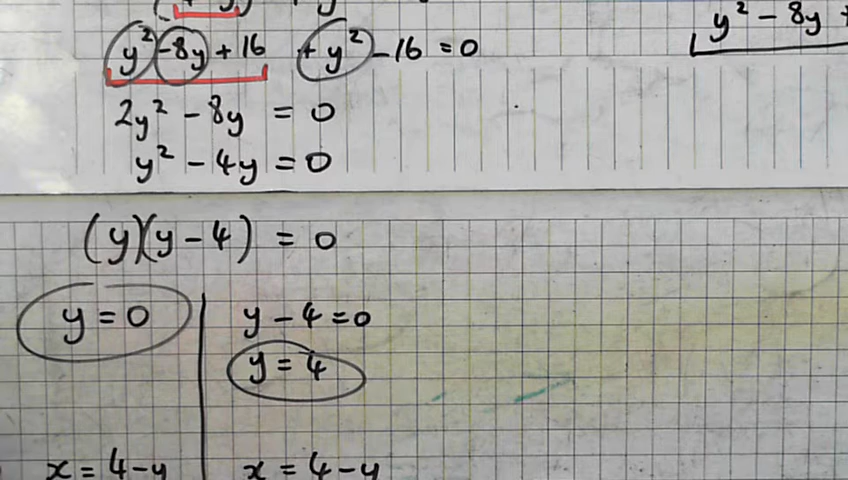 y² - 8y
y² - 8y + 16 + y² - 16 = 0
2y² - 8y = 0
y² - 4y = 0
(y)(y - 4) = 0
y = 0
y - 4 = 0
y = 4
x = 4 - y
x = 4 - y